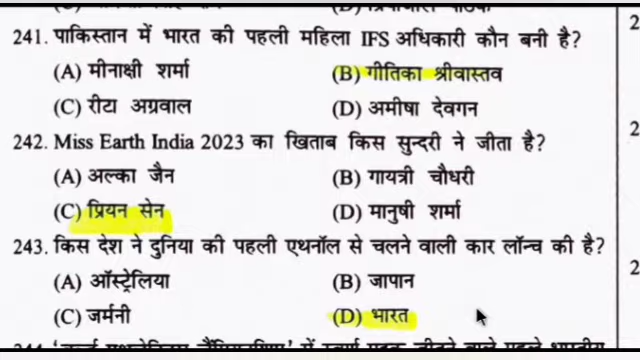 241. पाकिस्तान में भारत की पहली महिला IFS अधिकारी कौन बनी है?
(A) मीनाक्षी शर्मा (B) गीतिका श्रीवास्तव
(C) रीटा अग्रवाल (D) अमीषा देवगन
242. Miss Earth India 2023 का खिताब किस सुन्दरी ने जीता है?
(A) अल्का जैन (B) गायत्री चौधरी
(C) प्रियन सेन (D) मानुषी शर्मा
243. किस देश ने दुनिया की पहली एथनॉल से चलने वाली कार लॉन्च की है?
(A) ऑस्ट्रेलिया (B) जापान
(C) जर्मनी (D) भारत